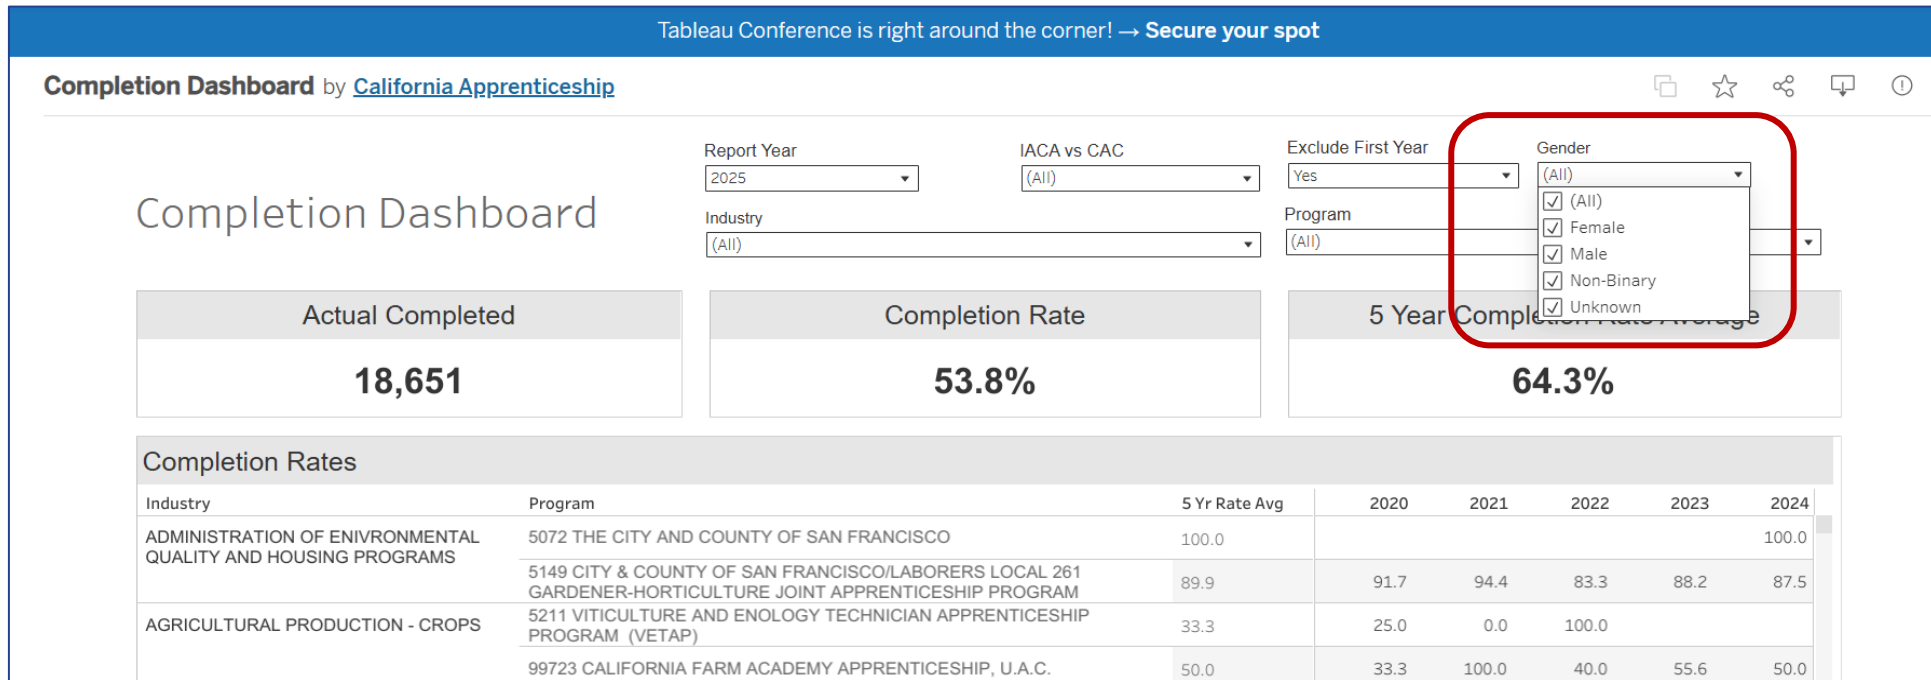 Tableau Conference is right around the corner! → Secure your spot
Completion Dashboard by California Apprenticeship
Completion Dashboard
Report Year
2025
IACA vs CAC
(All)
Exclude First Year
Yes
Gender
(All)
(All)
Female
Male
Non-Binary
Unknown
Industry
(All)
Program
(All)
Actual Completed
18,651
Completion Rate
53.8%
5 Year Completion Rate Average
64.3%
Completion Rates
Industry Program 5 Yr Rate Avg 2020 2021 2022 2023 2024
ADMINISTRATION OF ENIVRONMENTAL
QUALITY AND HOUSING PROGRAMS
5072 THE CITY AND COUNTY OF SAN FRANCISCO 100.0 100.0
5149 CITY & COUNTY OF SAN FRANCISCO/LABORERS LOCAL 261
GARDENER-HORTICULTURE JOINT APPRENTICESHIP PROGRAM
89.9 91.7 94.4 83.3 88.2 87.5
AGRICULTURAL PRODUCTION - CROPS
5211 VITICULTURE AND ENOLOGY TECHNICIAN APPRENTICESHIP
PROGRAM (VETAP)
33.3 25.0 0.0 100.0
99723 CALIFORNIA FARM ACADEMY APPRENTICESHIP, U.A.C. 50.0 33.3 100.0 40.0 55.6 50.0